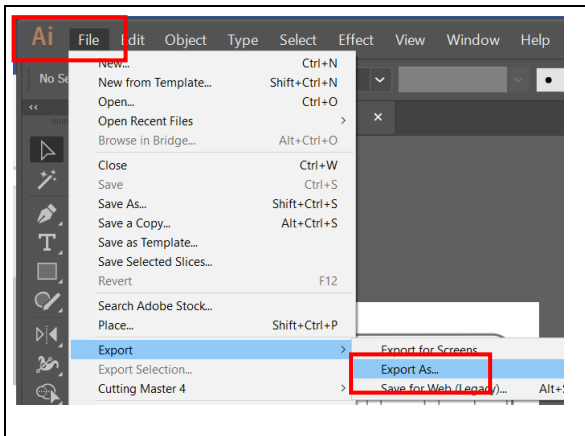 Ai File Edit Object Type Select Effect View Window Help
No Se
New... Ctrl+N
New from Template... Shift+Ctrl+N
Open... Ctrl+O
Open Recent Files >
Browse in Bridge... Alt+Ctrl+O
Close Ctrl+W
Save Ctrl+S
Save As... Shift+Ctrl+S
Save a Copy... Alt+Ctrl+S
Save as Template...
Save Selected Slices...
Revert F12
Search Adobe Stock...
Place... Shift+Ctrl+P
Export > Export for Screens...
Export Selection... Export As...
Cutting Master 4 > Save for Web (Legacy)... Alt+S